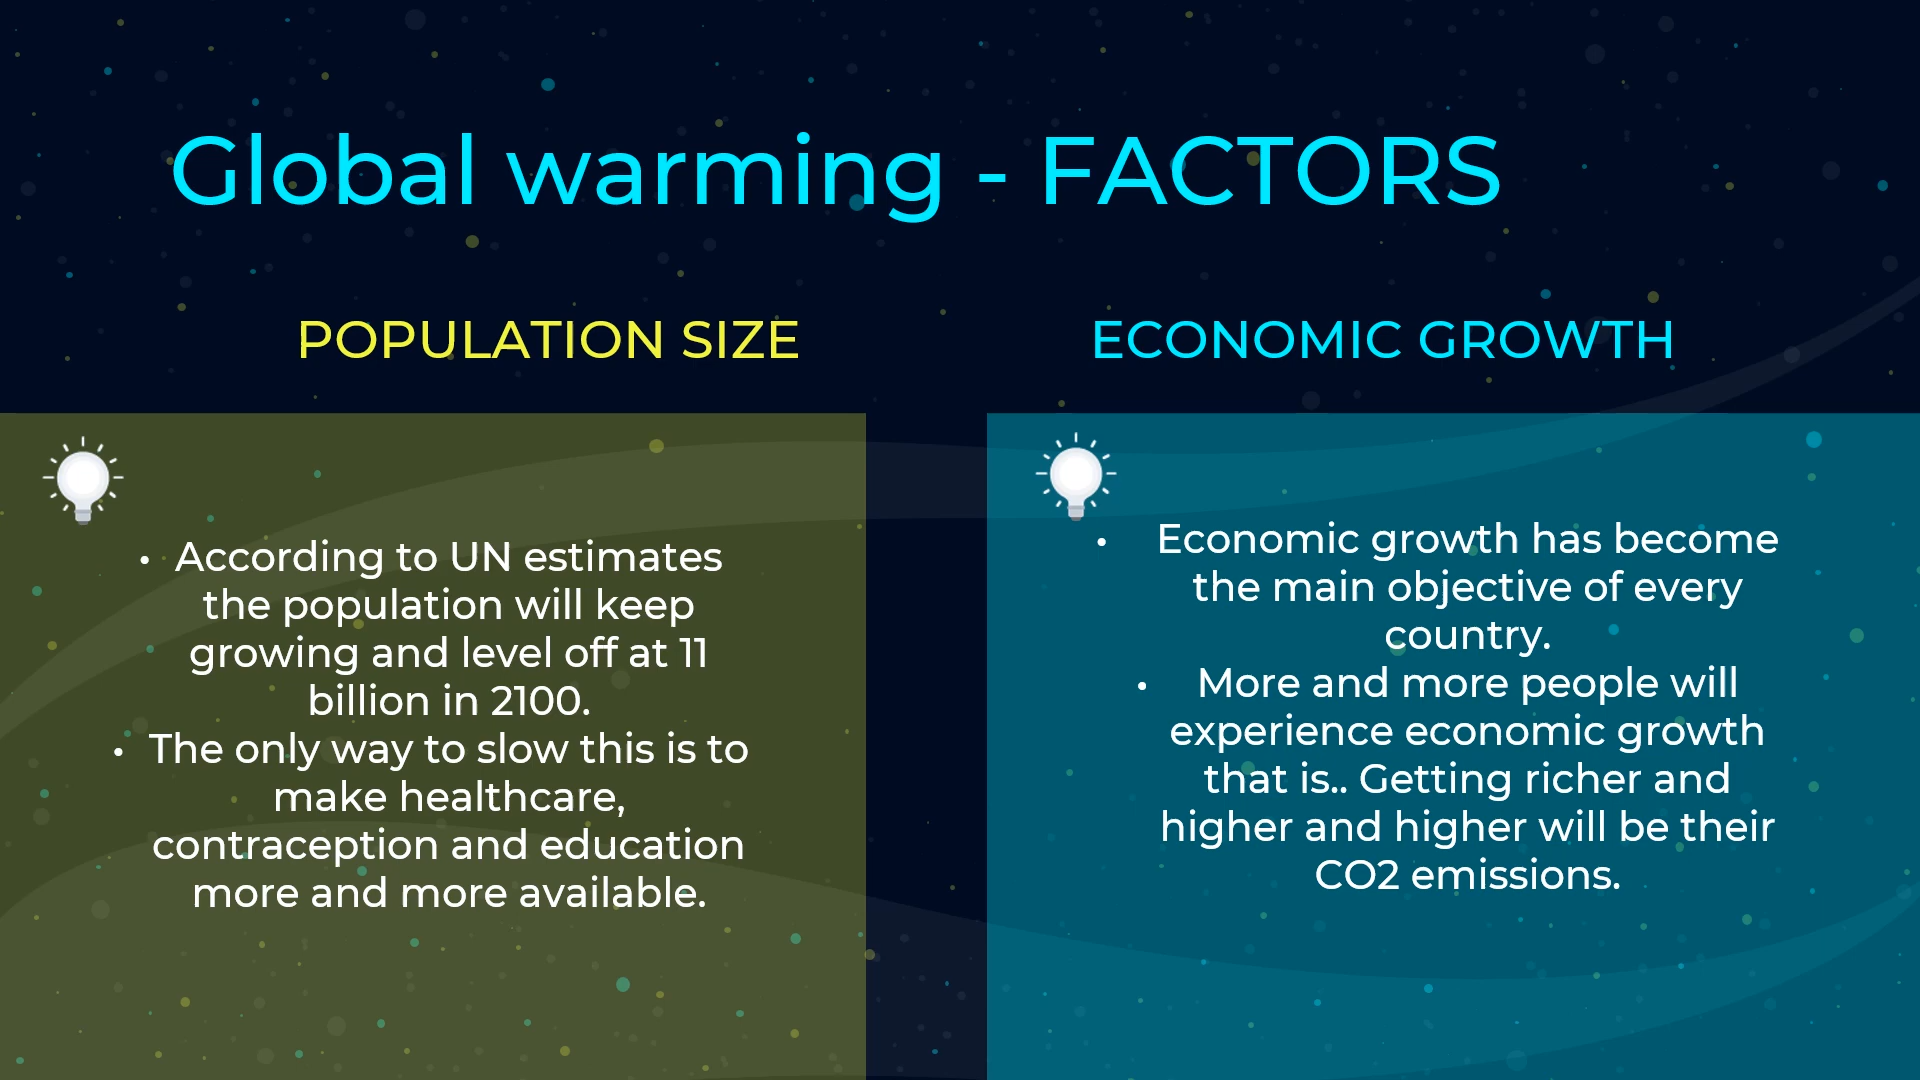 Global warming - FACTORS
POPULATION SIZE
• According to UN estimates
the population will keep
growing and level off at 11
billion in 2100.
• The only way to slow this is to
make healthcare,
contraception and education
more and more available.
ECONOMIC GROWTH
• Economic growth has become
the main objective of every
country.
• More and more people will
experience economic growth
that is.. Getting richer and
higher and higher will be their
CO2 emissions.